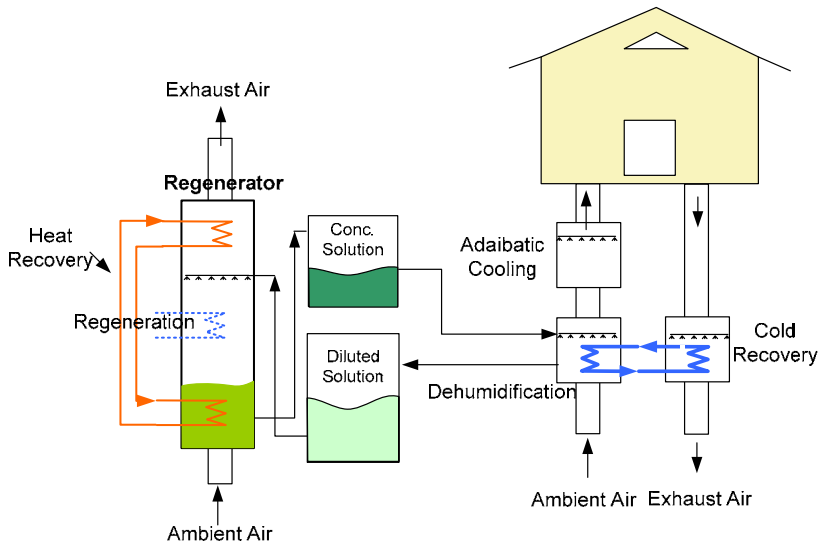 Exhaust Air
Regenerator
Heat
Recovery
Regeneration
Ambient Air
Conc.
Solution
Diluted
Solution
Adaibatic
Cooling
Dehumidification
Cold
Recovery
Ambient Air
Exhaust Air